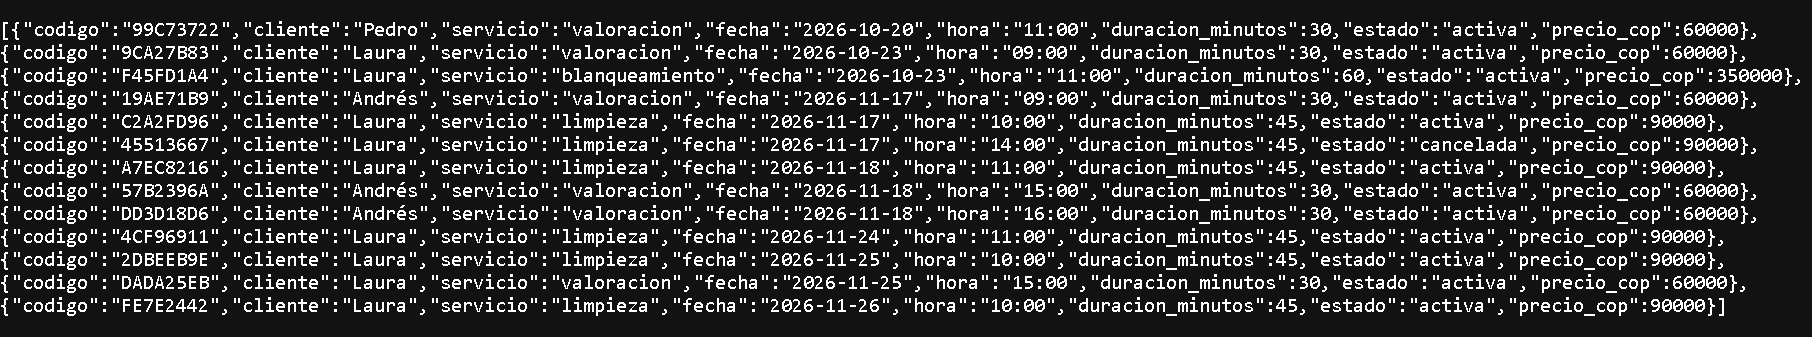 [{"codigo":"99C73722","cliente":"Pedro","servicio":"valoracion","fecha":"2026-10-20","hora":"11:00","duracion_minutos":30,"estado":"activa","precio_cop":60000},
{"codigo":"9CA27B83","cliente":"Laura","servicio":"valoracion","fecha":"2026-10-23","hora":"09:00","duracion_minutos":30,"estado":"activa","precio_cop":60000},
{"codigo":"F45FD1A4","cliente":"Laura","servicio":"blanqueamiento","fecha":"2026-10-23","hora":"11:00","duracion_minutos":60,"estado":"activa","precio_cop":350000},
{"codigo":"19AE71B9","cliente":"Andrés","servicio":"valoracion","fecha":"2026-11-17","hora":"09:00","duracion_minutos":30,"estado":"activa","precio_cop":60000},
{"codigo":"C2A2FD96","cliente":"Laura","servicio":"limpieza","fecha":"2026-11-17","hora":"10:00","duracion_minutos":45,"estado":"activa","precio_cop":90000},
{"codigo":"45513667","cliente":"Laura","servicio":"limpieza","fecha":"2026-11-17","hora":"14:00","duracion_minutos":45,"estado":"cancelada","precio_cop":90000},
{"codigo":"A7EC8216","cliente":"Laura","servicio":"limpieza","fecha":"2026-11-18","hora":"11:00","duracion_minutos":45,"estado":"activa","precio_cop":90000},
{"codigo":"57B2396A","cliente":"Andrés","servicio":"valoracion","fecha":"2026-11-18","hora":"15:00","duracion_minutos":30,"estado":"activa","precio_cop":60000},
{"codigo":"DD3D18D6","cliente":"Andrés","servicio":"valoracion","fecha":"2026-11-18","hora":"16:00","duracion_minutos":30,"estado":"activa","precio_cop":60000},
{"codigo":"4CF96911","cliente":"Laura","servicio":"limpieza","fecha":"2026-11-24","hora":"11:00","duracion_minutos":45,"estado":"activa","precio_cop":90000},
{"codigo":"2DBEEB9E","cliente":"Laura","servicio":"limpieza","fecha":"2026-11-25","hora":"10:00","duracion_minutos":45,"estado":"activa","precio_cop":90000},
{"codigo":"DADA25EB","cliente":"Laura","servicio":"valoracion","fecha":"2026-11-25","hora":"15:00","duracion_minutos":30,"estado":"activa","precio_cop":60000},
{"codigo":"FE7E2442","cliente":"Laura","servicio":"limpieza","fecha":"2026-11-26","hora":"10:00","duracion_minutos":45,"estado":"activa","precio_cop":90000}]